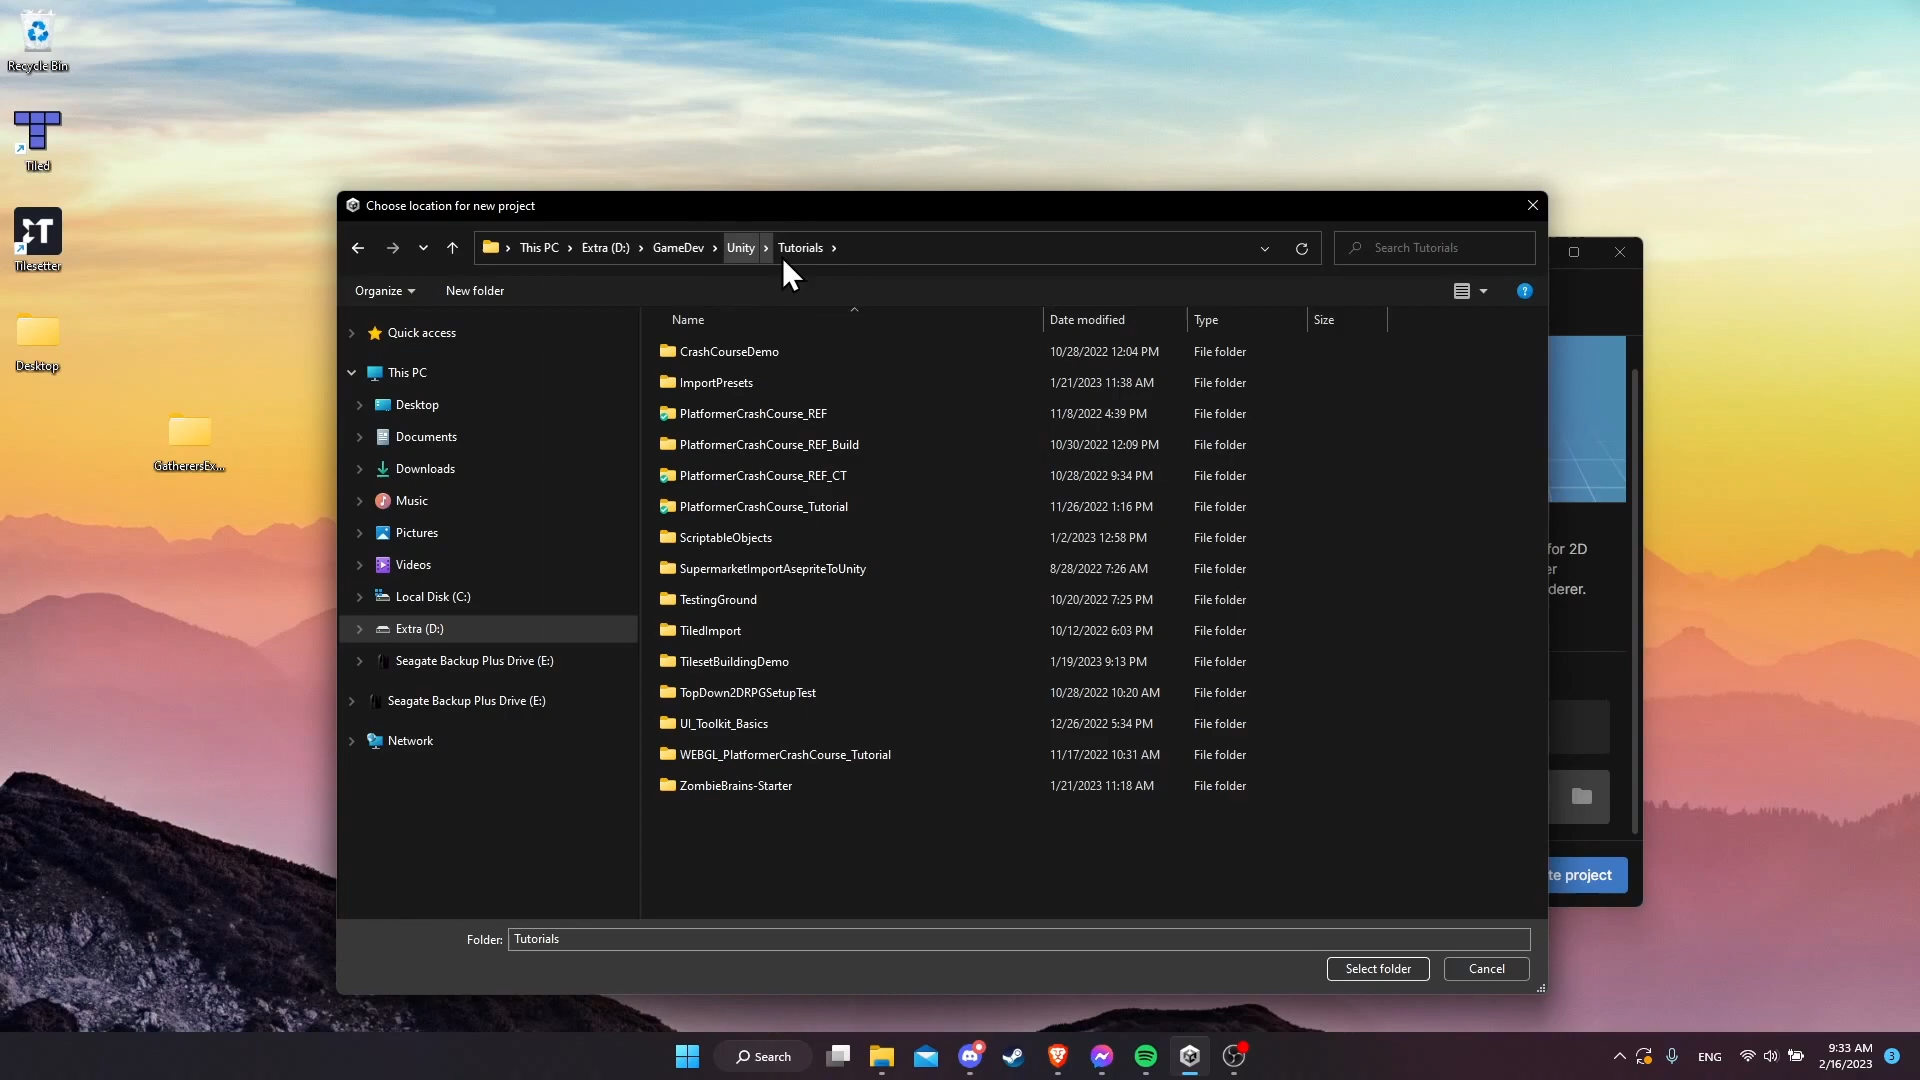 Recycle Bin
Tiled
Tilesetter
Desktop
GatherersEx...
Choose location for new project
This PC
Extra (D:)
GameDev
Unity
Tutorials
Search Tutorials
Organize
New folder
Name
Date modified
Type
Size
Quick access
This PC
Desktop
Documents
Downloads
Music
Pictures
Videos
Local Disk (C:)
Extra (D:)
Seagate Backup Plus Drive (E:)
Seagate Backup Plus Drive (E:)
Network
CrashCourseDemo 10/28/2022 12:04 PM File folder
ImportPresets 1/21/2023 11:38 AM File folder
PlatformerCrashCourse_REF 11/8/2022 4:39 PM File folder
PlatformerCrashCourse_REF_Build 10/30/2022 12:09 PM File folder
PlatformerCrashCourse_REF_CT 10/28/2022 9:34 PM File folder
PlatformerCrashCourse_Tutorial 11/26/2022 1:16 PM File folder
ScriptableObjects 1/2/2023 12:58 PM File folder
SupermarketImportAsepriteToUnity 8/28/2022 7:26 AM File folder
TestingGround 10/20/2022 7:25 PM File folder
TiledImport 10/12/2022 6:03 PM File folder
TilesetBuildingDemo 1/19/2023 9:13 PM File folder
TopDown2DRPGSetupTest 10/28/2022 10:20 AM File folder
UI_Toolkit_Basics 12/26/2022 5:34 PM File folder
WEBGL_PlatformerCrashCourse_Tutorial 11/17/2022 10:31 AM File folder
ZombieBrains-Starter 1/21/2023 11:18 AM File folder
for 2D
er
derer.
te project
Folder: Tutorials
Select folder
Cancel
Search
ENG
9:33 AM
2/16/2023
3